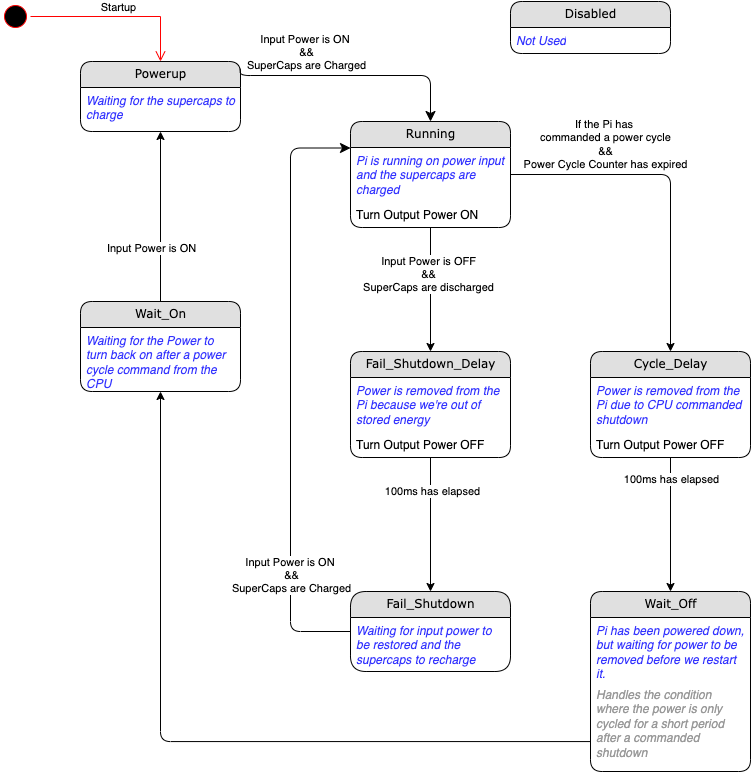 Startup
Disabled
Not Used
Input Power is ON
&&
SuperCaps are Charged
Powerup
Waiting for the supercaps to
charge
Running
Pi is running on power input
and the supercaps are
charged
Turn Output Power ON
If the Pi has
commanded a power cycle
&&
Power Cycle Counter has expired
Input Power is ON
Input Power is OFF
&&
SuperCaps are discharged
Wait_On
Waiting for the Power to
turn back on after a power
cycle command from the
CPU
Fail_Shutdown_Delay
Power is removed from the
Pi because we're out of
stored energy
Turn Output Power OFF
Cycle_Delay
Power is removed from the
Pi due to CPU commanded
shutdown
Turn Output Power OFF
100ms has elapsed
100ms has elapsed
Input Power is ON
&&
SuperCaps are Charged
Fail_Shutdown
Waiting for input power to
be restored and the
supercaps to recharge
Wait_Off
Pi has been powered down,
but waiting for power to be
removed before we restart
it.
Handles the condition
where the power is only
cycled for a short period
after a commanded
shutdown